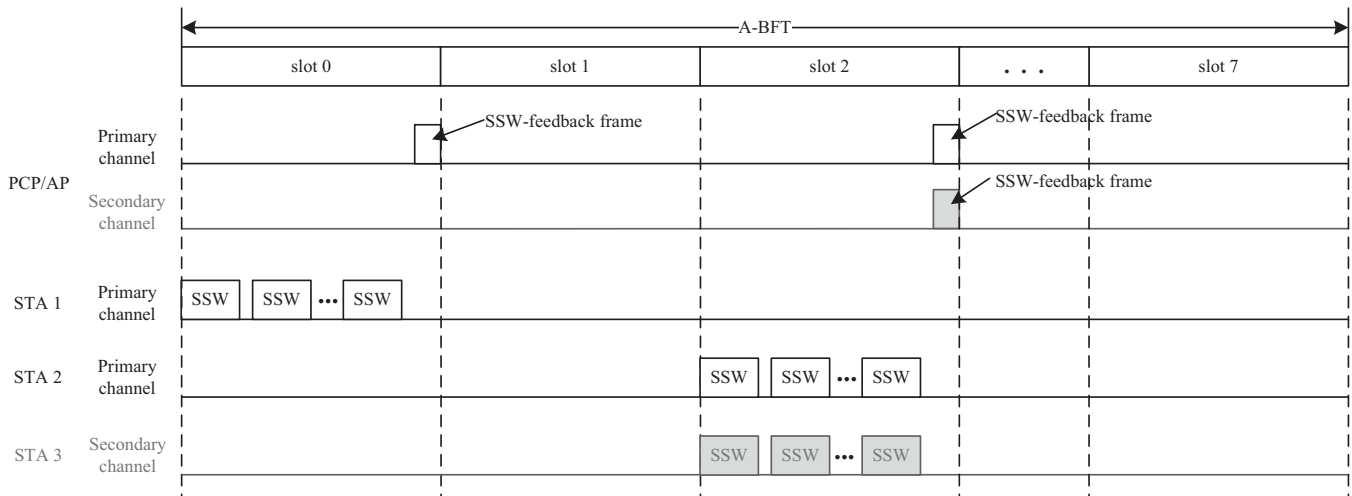 A-BFT
slot 0
slot 1
slot 2
. . .
slot 7
SSW-feedback frame
SSW-feedback frame
Primary
channel
PCP/AP
SSW-feedback frame
Secondary
channel
STA 1
Primary
channel
SSW
SSW
•••
SSW
STA 2
Primary
channel
SSW
SSW
•••
SSW
STA 3
Secondary
channel
SSW
SSW
•••
SSW